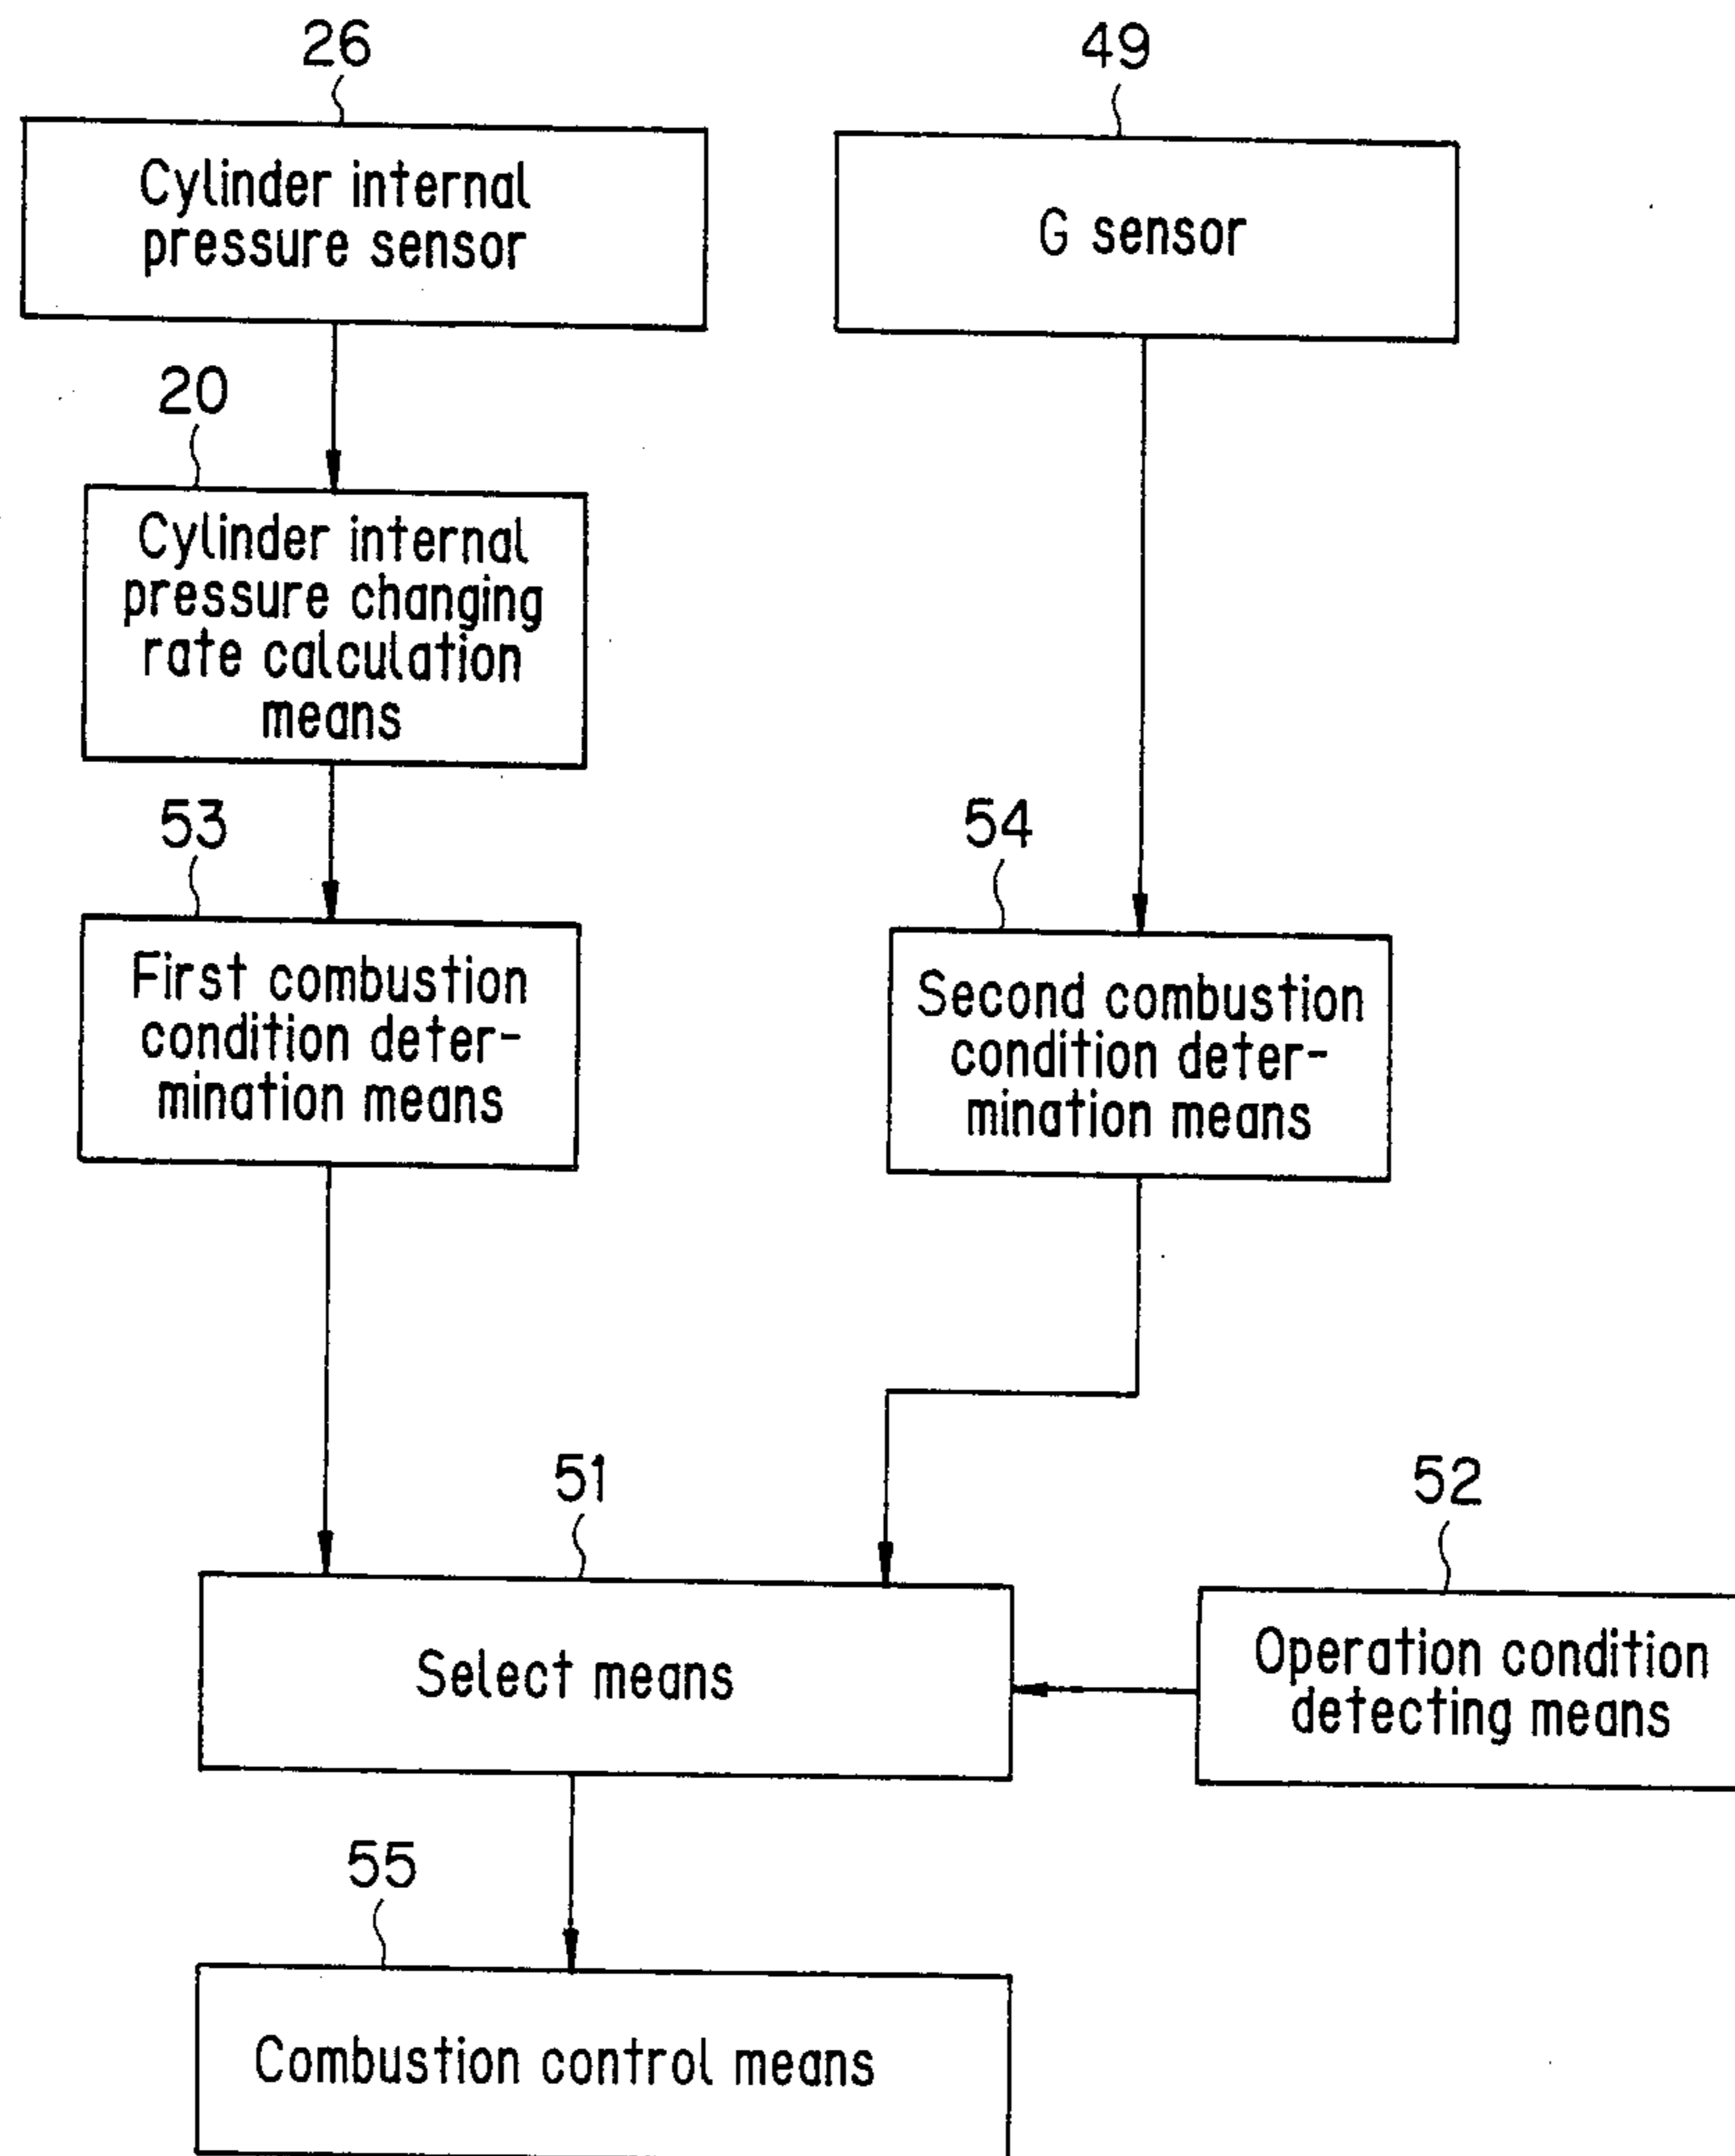 26
49
Cylinder internal
pressure sensor
G sensor
20
Cylinder internal
pressure changing
rate calculation
means
53
54
First combustion
condition deter-
mination means
Second combustion
condition deter-
mination means
51
52
Select means
Operation condition
detecting means
55
Combustion control means